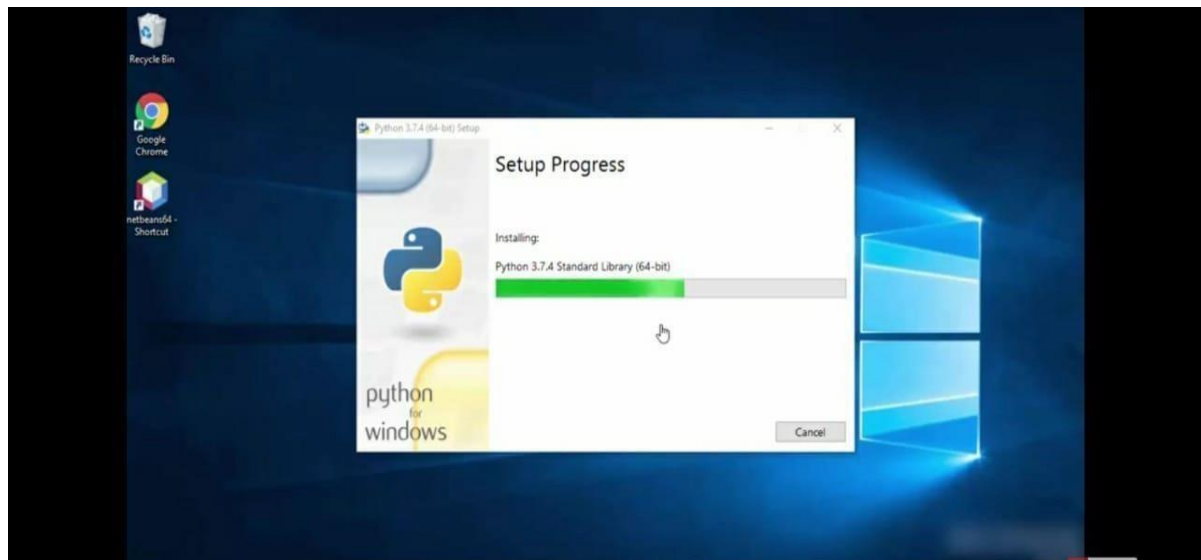 Recycle Bin
Google
Chrome
netbeans64 -
Shortcut
Python 3.7.4 (64-bit) Setup
Setup Progress
Installing:
Python 3.7.4 Standard Library (64-bit)
python
for
windows
Cancel